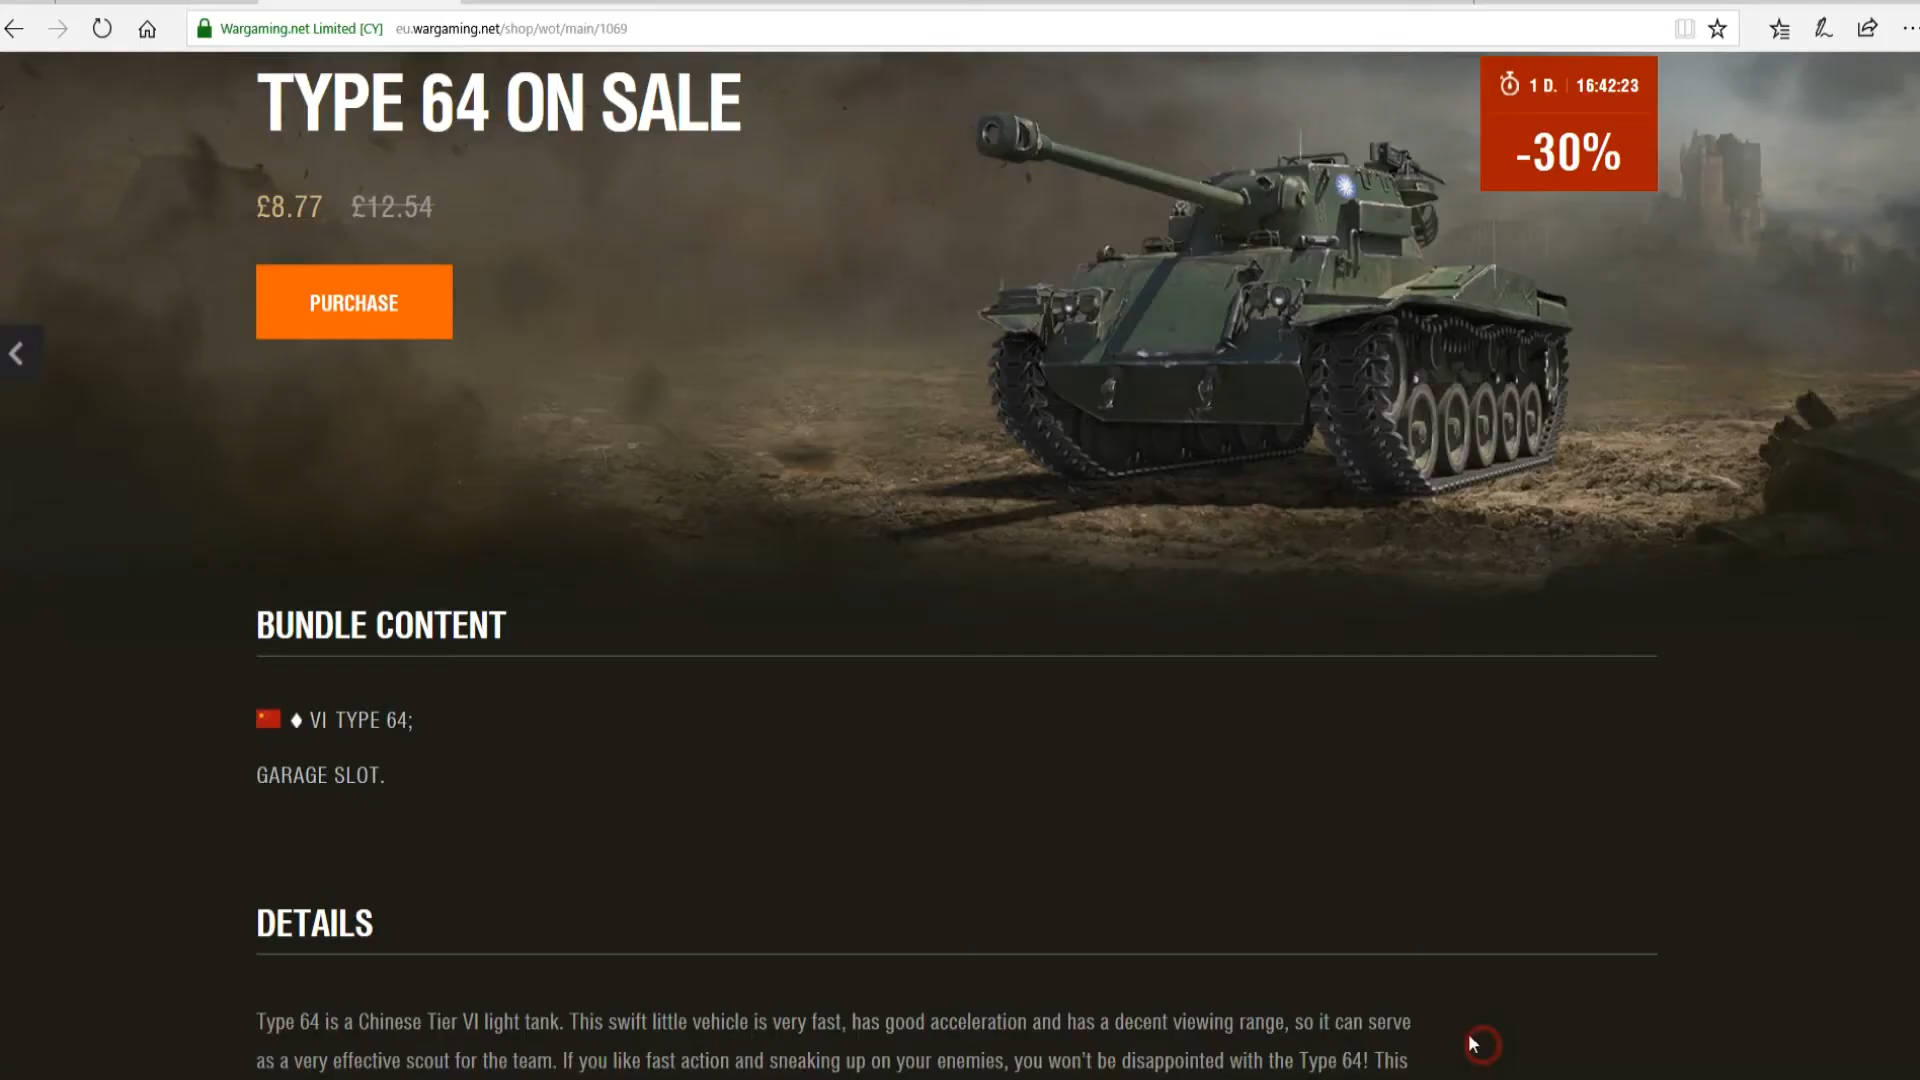 Wargaming.net Limited [CY] eu.wargaming.net/shop/wot/main/1069
TYPE 64 ON SALE
1 D. 16:42:23
-30%
£8.77 £12.54
PURCHASE
BUNDLE CONTENT
VI TYPE 64;
GARAGE SLOT.
DETAILS
Type 64 is a Chinese Tier VI light tank. This swift little vehicle is very fast, has good acceleration and has a decent viewing range, so it can serve
as a very effective scout for the team. If you like fast action and sneaking up on your enemies, you won't be disappointed with the Type 64! This